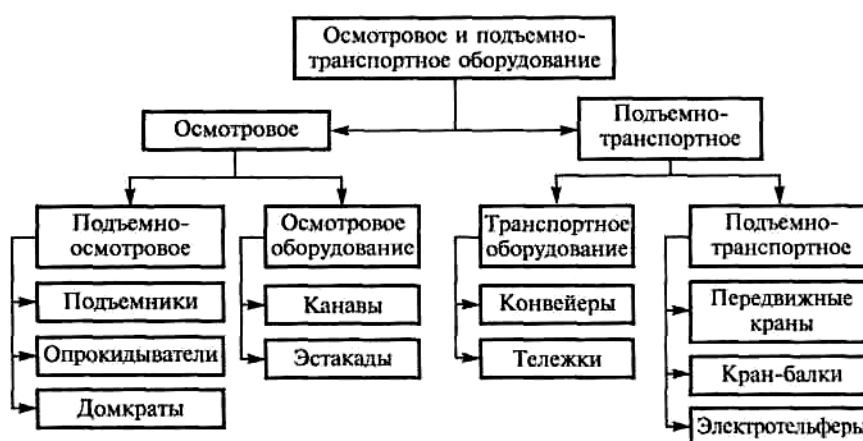 Осмотровое и подъемно-
транспортное оборудование
Осмотровое
Подъемно-
транспортное
Подъемно-
осмотровое
Осмотровое
оборудование
Транспортное
оборудование
Подъемно-
транспортное
Подъемники
Канавы
Конвейеры
Передвижные
краны
Опрокидыватели
Эстакады
Тележки
Кран-балки
Домкраты
Электротельферы